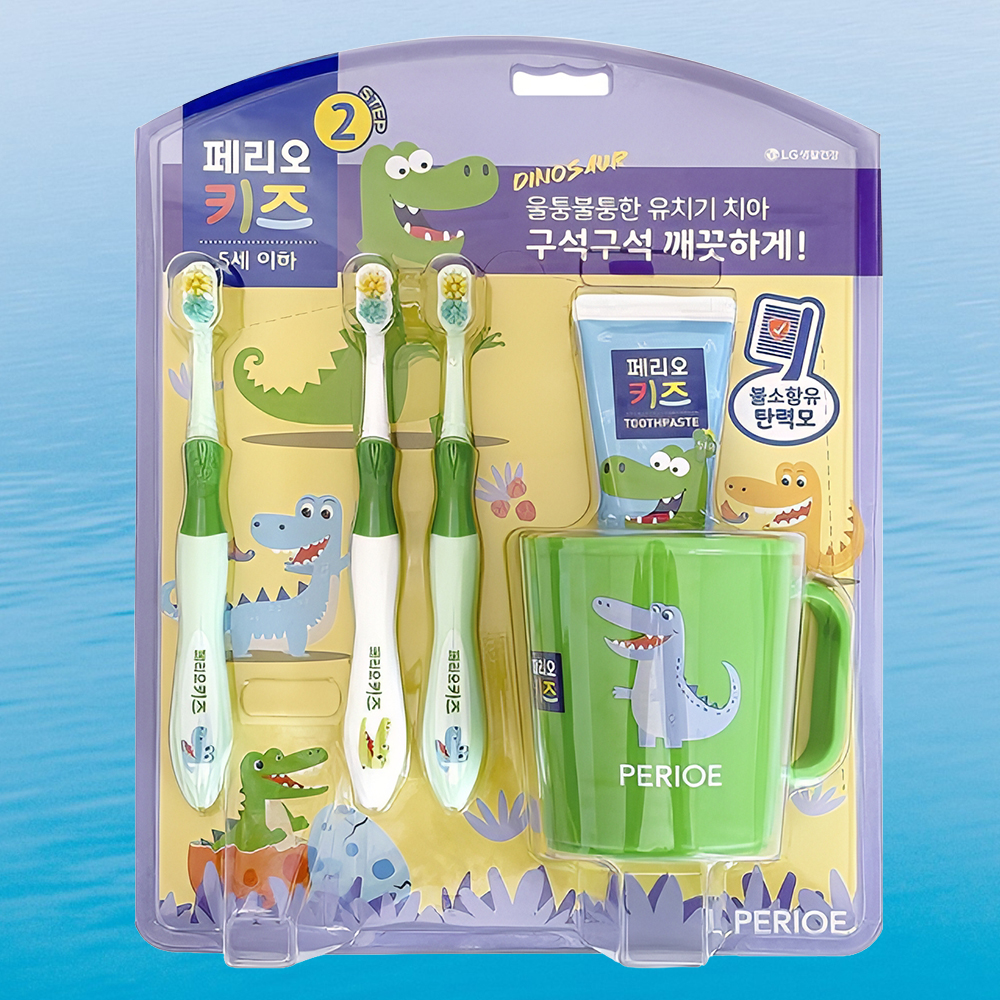 2
STEP
페리오
키즈
5세 이하
LG생활건강
DINOSAUR
울퉁불퉁한 유치기 치아
구석구석 깨끗하게!
페리오
키즈
TOOTHPASTE
불소함유
탄력모
페리오키즈
페리오키즈
페리오키즈
페리오
키즈
PERIOE
PERIOE